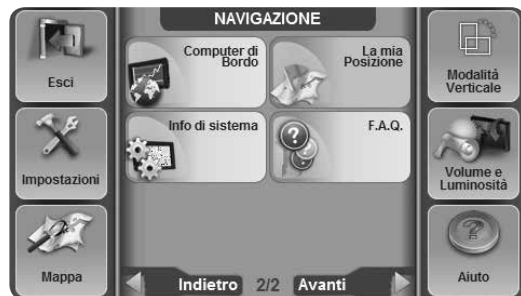 NAVIGAZIONE
Esci
Impostazioni
Mappa
Computer di
Bordo
La mia
Posizione
Info di sistema
F.A.Q.
Indietro 2/2 Avanti
Modalità
Verticale
Volume e
Luminosità
Aiuto